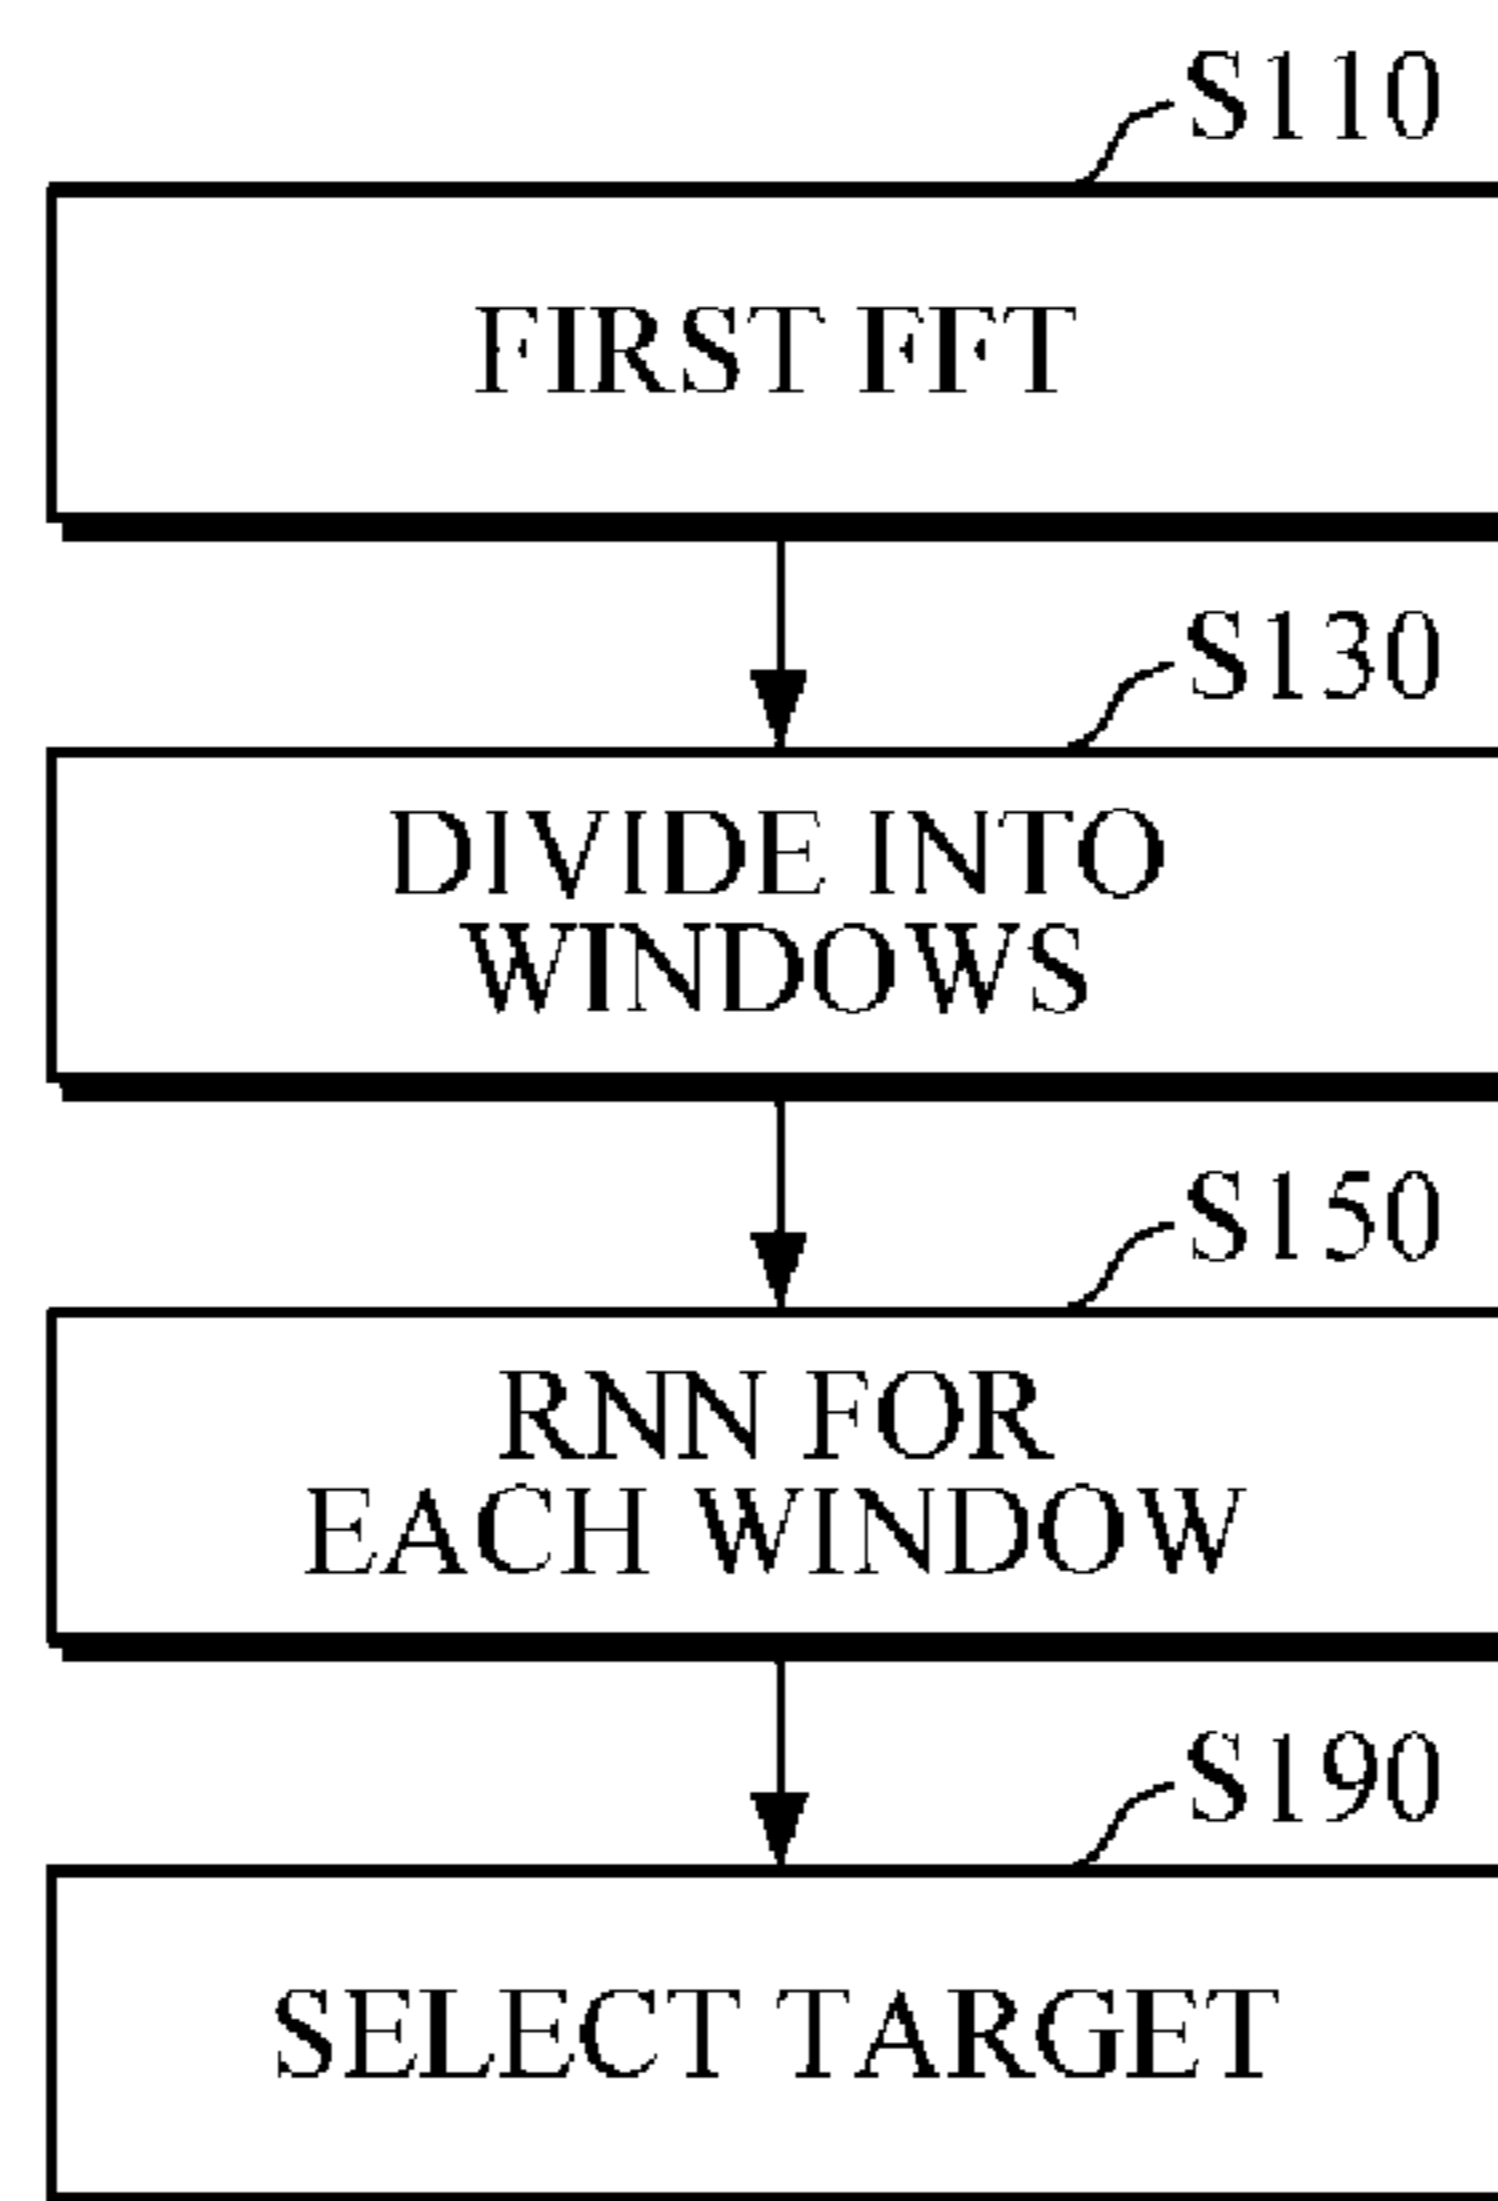 S110
FIRST FFT
S130
DIVIDE INTO
WINDOWS
S150
RNN FOR
EACH WINDOW
S190
SELECT TARGET